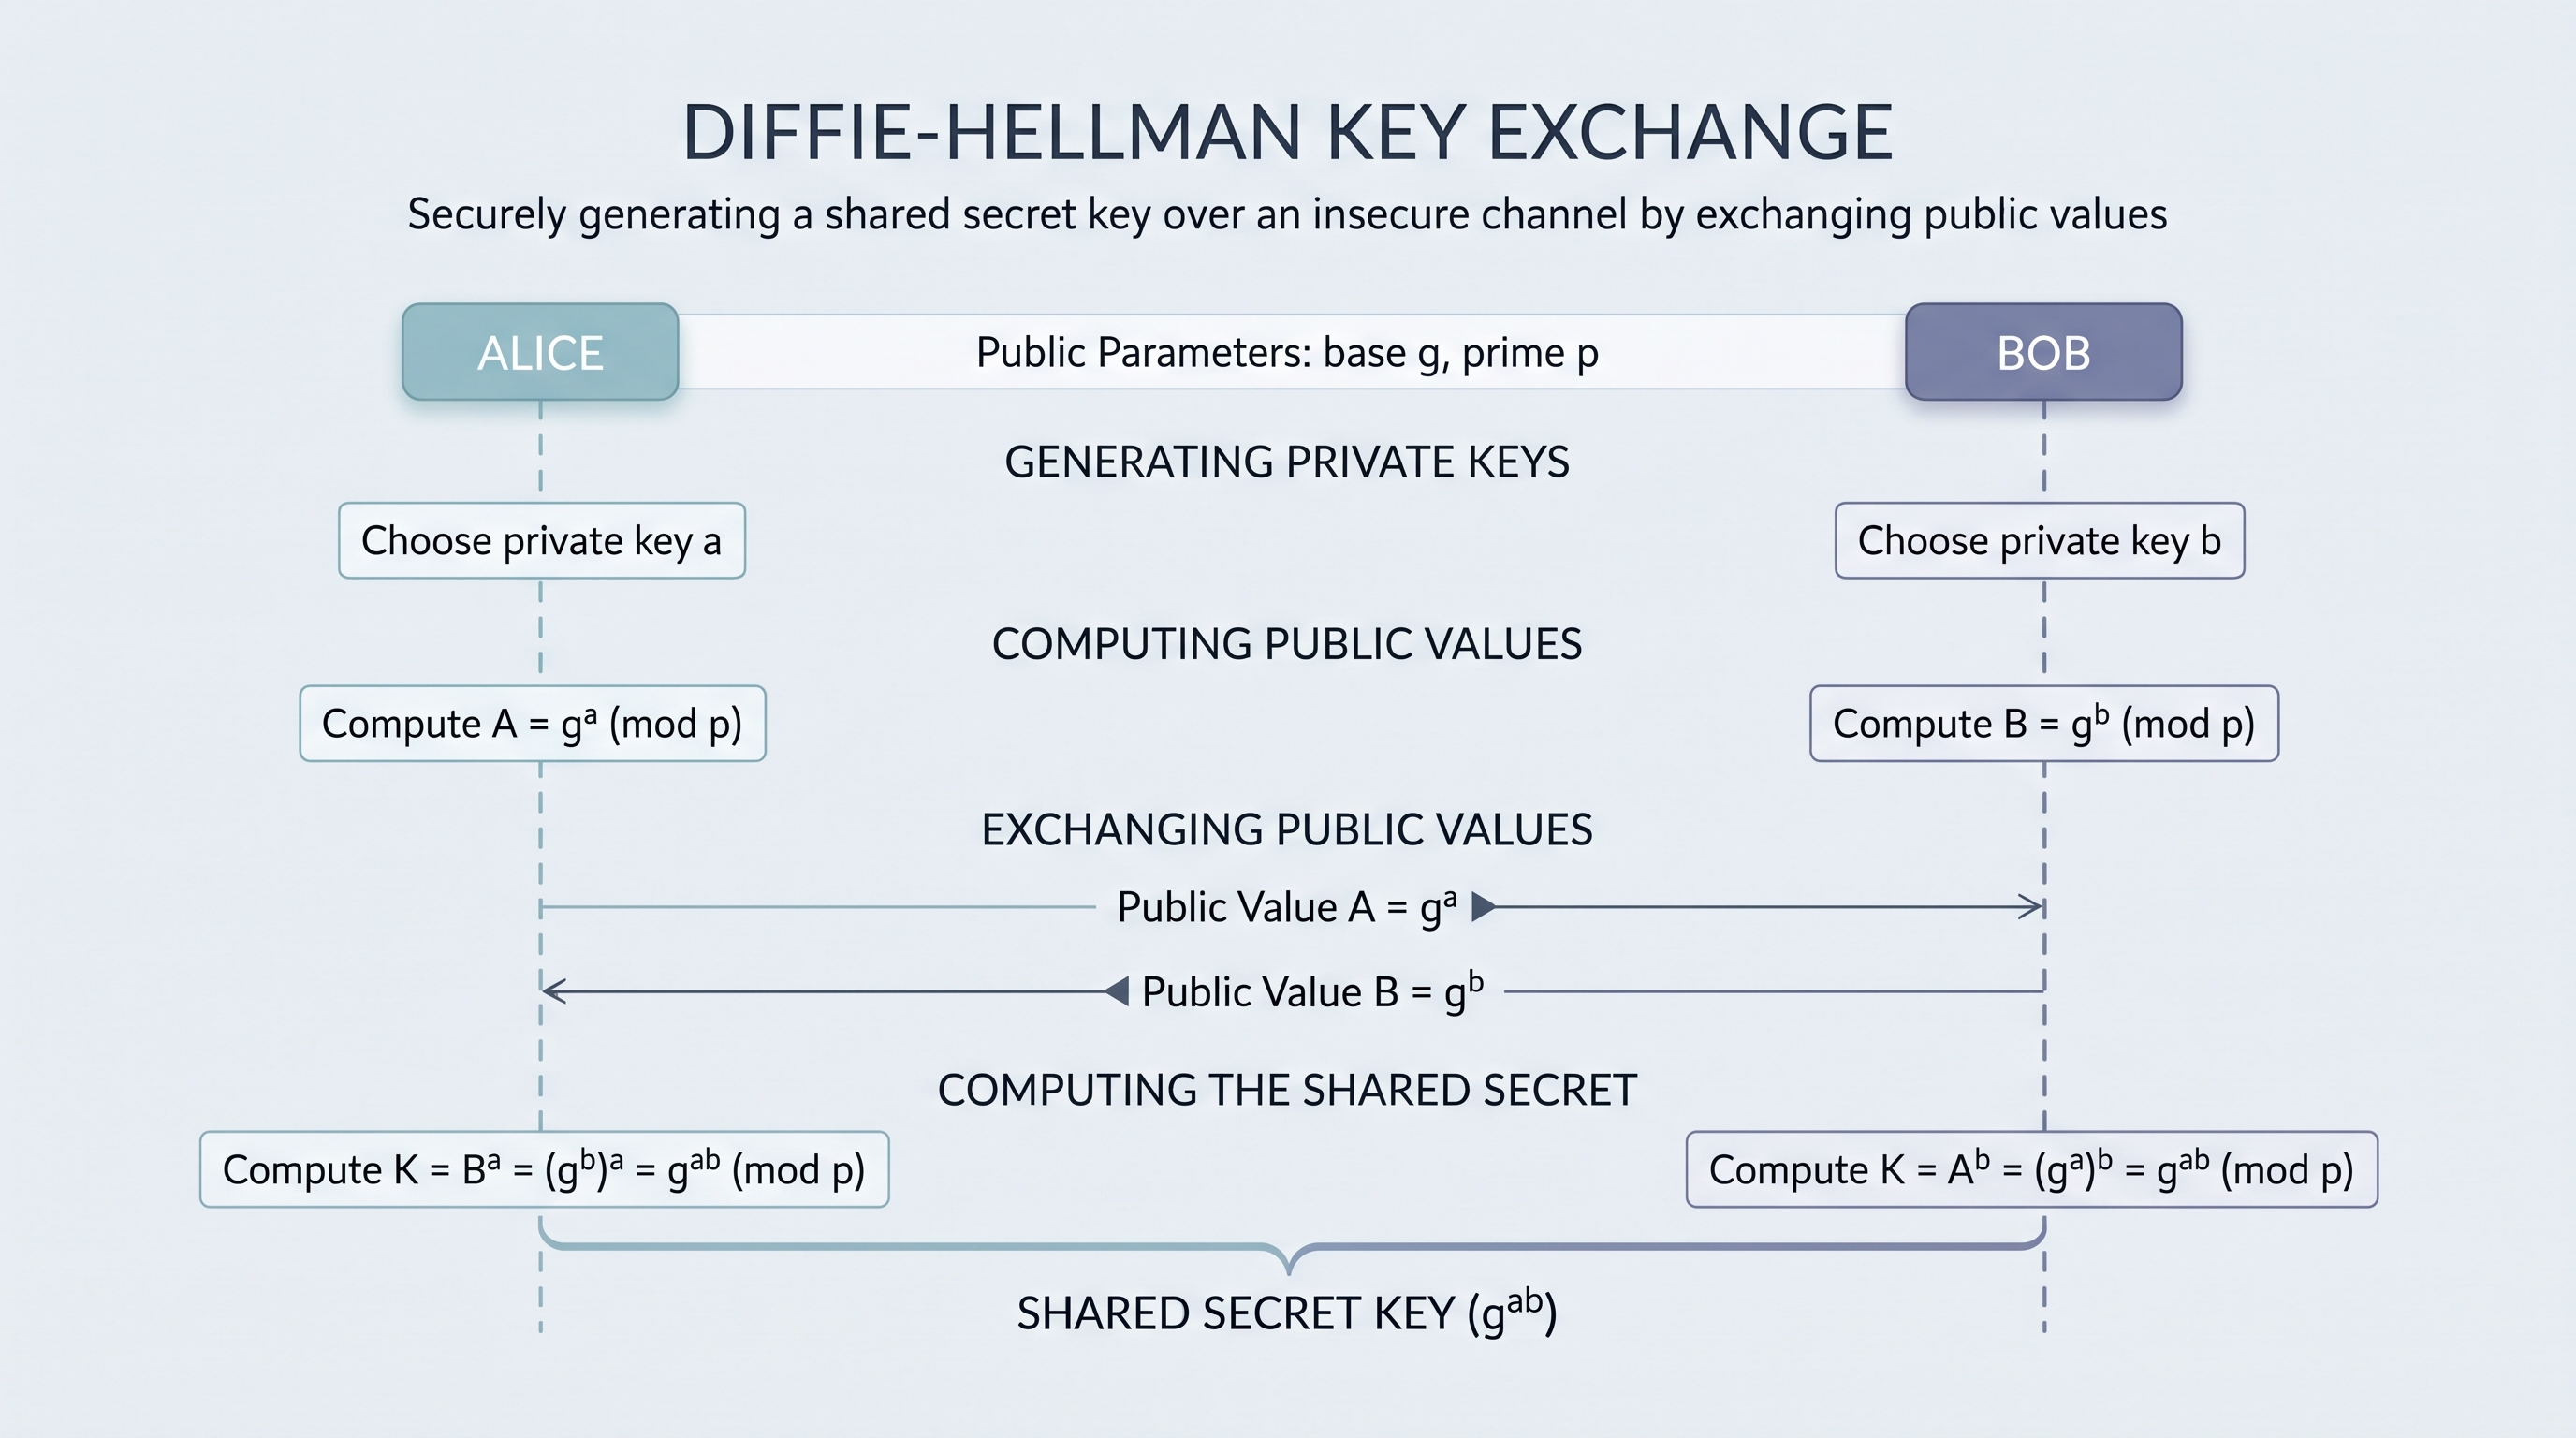 DIFFIE-HELLMAN KEY EXCHANGE
Securely generating a shared secret key over an insecure channel by exchanging public values
ALICE
Public Parameters: base g, prime p
BOB
GENERATING PRIVATE KEYS
Choose private key a
Choose private key b
COMPUTING PUBLIC VALUES
Compute A = gᵃ (mod p)
Compute B = gᵇ (mod p)
EXCHANGING PUBLIC VALUES
Public Value A = gᵃ
Public Value B = gᵇ
COMPUTING THE SHARED SECRET
Compute K = Bᵃ = (gᵇ)ᵃ = gᵃᵇ (mod p)
Compute K = Aᵇ = (gᵃ)ᵇ = gᵃᵇ (mod p)
SHARED SECRET KEY (gᵃᵇ)